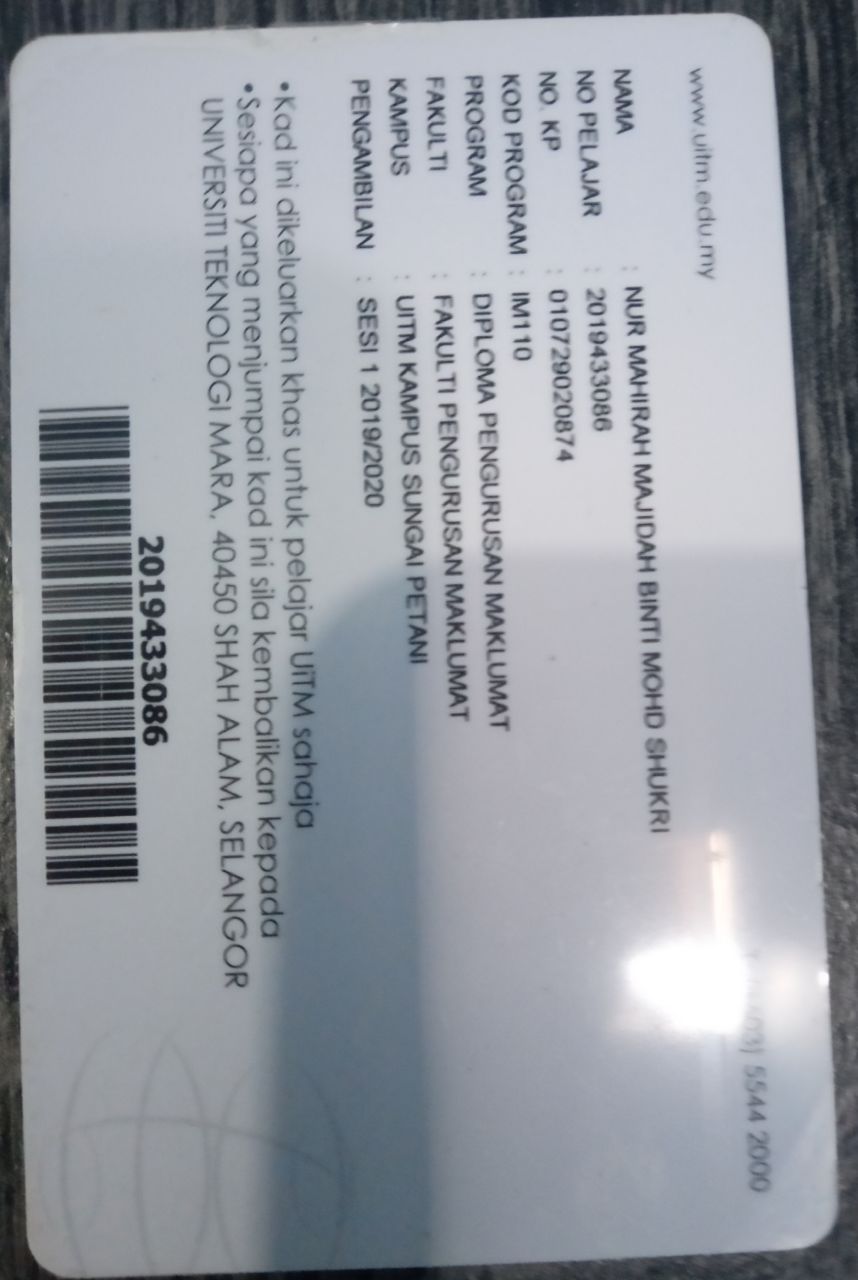 www.uitm.edu.my
03) 5544 2000
NAMA : NUR MAHIRAH MAJIDAH BINTI MOHD SHUKRI
NO PELAJAR : 2019433086
NO. KP : 010729020874
KOD PROGRAM : IM110
PROGRAM : DIPLOMA PENGURUSAN MAKLUMAT
FAKULTI : FAKULTI PENGURUSAN MAKLUMAT
KAMPUS : UITM KAMPUS SUNGAI PETANI
PENGAMBILAN : SESI 1 2019/2020
•Kad ini dikeluarkan khas untuk pelajar UiTM sahaja
•Sesiapa yang menjumpai kad ini sila kembalikan kepada
UNIVERSITI TEKNOLOGI MARA, 40450 SHAH ALAM, SELANGOR
2019433086